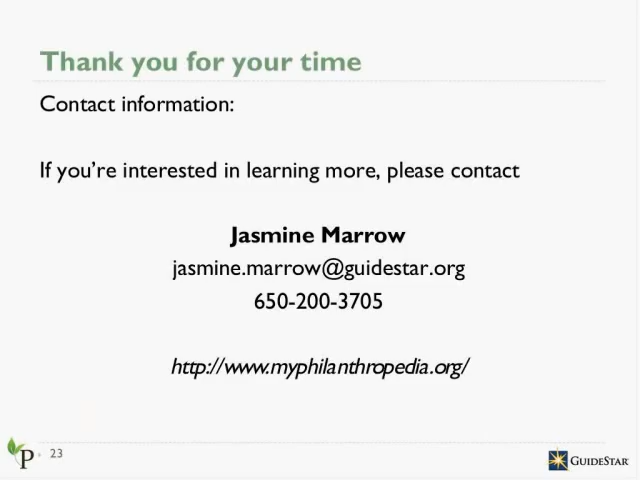 Thank you for your time
Contact information:
If you're interested in learning more, please contact
Jasmine Marrow
jasmine.marrow@guidestar.org
650-200-3705
http://www.myphilanthropedia.org/
P
23
GUIDESTAR